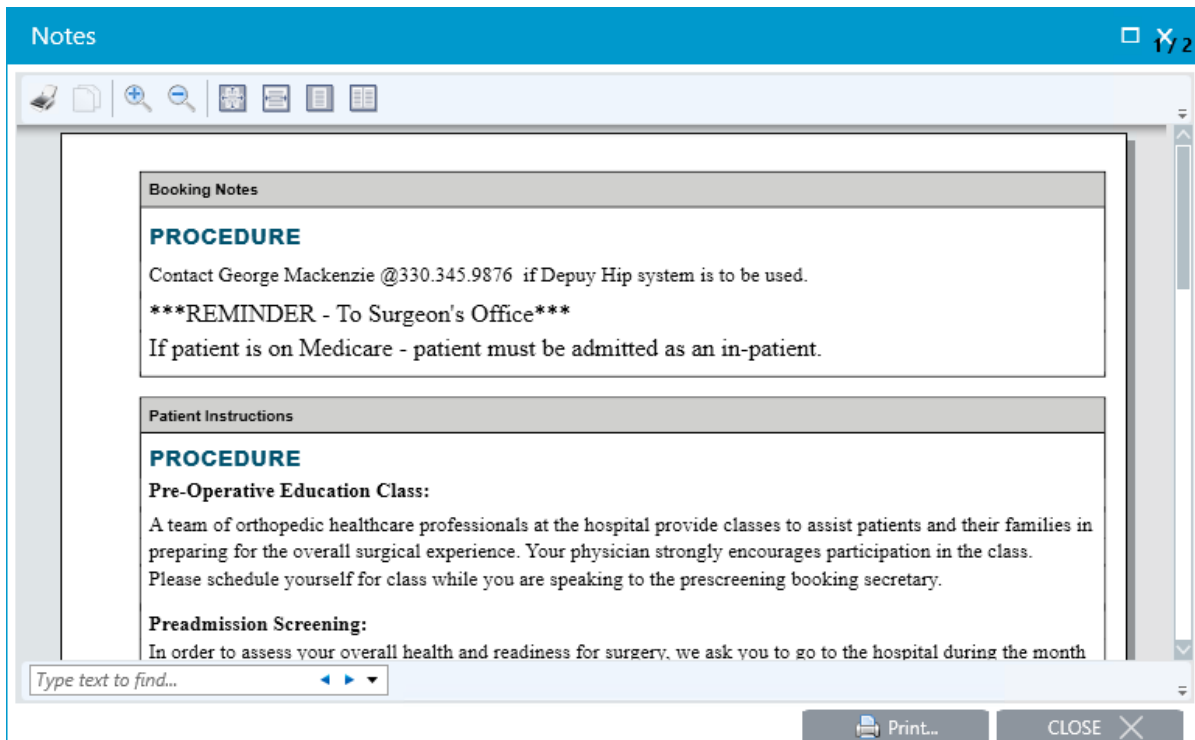 Notes
1 / 2
Booking Notes
PROCEDURE
Contact George Mackenzie @330.345.9876  if Depuy Hip system is to be used.
***REMINDER - To Surgeon's Office***
If patient is on Medicare - patient must be admitted as an in-patient.
Patient Instructions
PROCEDURE
Pre-Operative Education Class:
A team of orthopedic healthcare professionals at the hospital provide classes to assist patients and their families in
preparing for the overall surgical experience. Your physician strongly encourages participation in the class.
Please schedule yourself for class while you are speaking to the prescreening booking secretary.
Preadmission Screening:
In order to assess your overall health and readiness for surgery, we ask you to go to the hospital during the month
Type text to find...
Print...
CLOSE